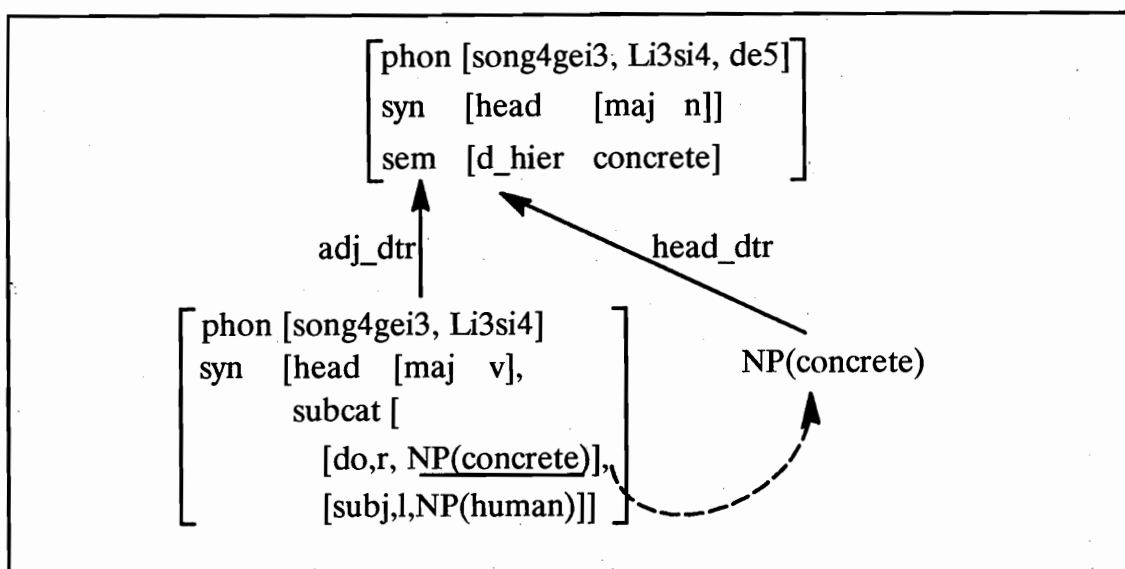 phon [song4gei3, Li3si4, de5]
syn [head [maj n]]
sem [d_hier concrete]
adj_dtr
head_dtr
phon [song4gei3, Li3si4]
syn [head [maj v],
subcat [
[do,r, NP(concrete)],
[subj,l,NP(human)]]
NP(concrete)